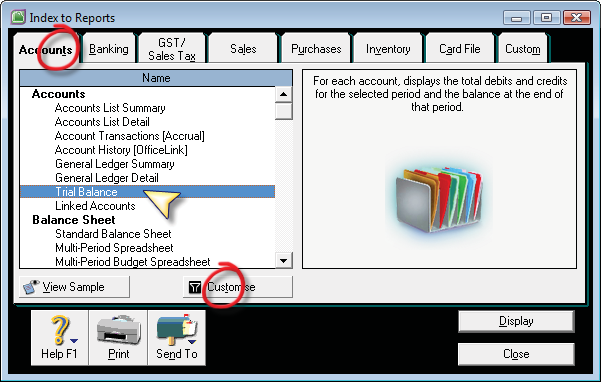 Index to Reports
Accounts
Banking
GST/
Sales Tax
Sales
Purchases
Inventory
Card File
Custom
Name
Accounts
Accounts List Summary
Accounts List Detail
Account Transactions [Accrual]
Account History [OfficeLink]
General Ledger Summary
General Ledger Detail
Trial Balance
Linked Accounts
Balance Sheet
Standard Balance Sheet
Multi-Period Spreadsheet
Multi-Period Budget Spreadsheet
For each account, displays the total debits and credits
for the selected period and the balance at the end of
that period.
View Sample
Customise
Help F1
Print
Send To
Display
Close